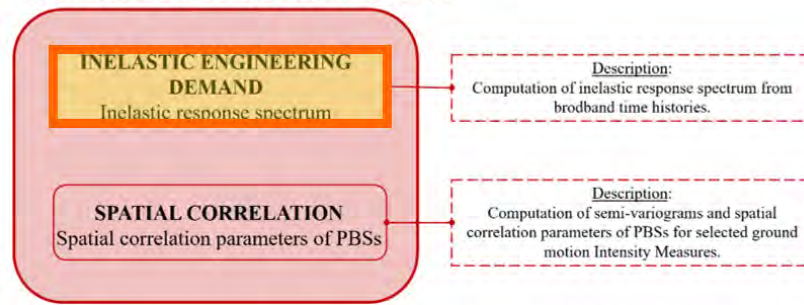 INELASTIC ENGINEERING
DEMAND
Inelastic response spectrum
Description:
Computation of inelastic response spectrum from
brodband time histories.
SPATIAL CORRELATION
Spatial correlation parameters of PBSs
Description:
Computation of semi-variograms and spatial
correlation parameters of PBSs for selected ground
motion Intensity Measures.